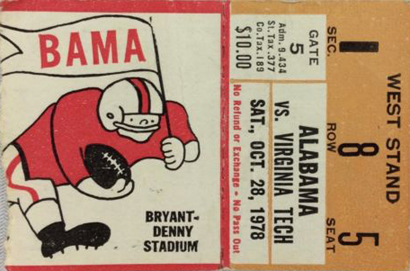 BAMA
BRYANT-
DENNY
STADIUM
No Refund or Exchange - No Pass Out
$10.00
Adm. 9.434
St.Tax.377
Co.Tax.189
GATE
5
SAT., OCT. 28, 1978
VS. VIRGINIA TECH
ALABAMA
SEC.
ROW
8
SEAT
5
WEST STAND